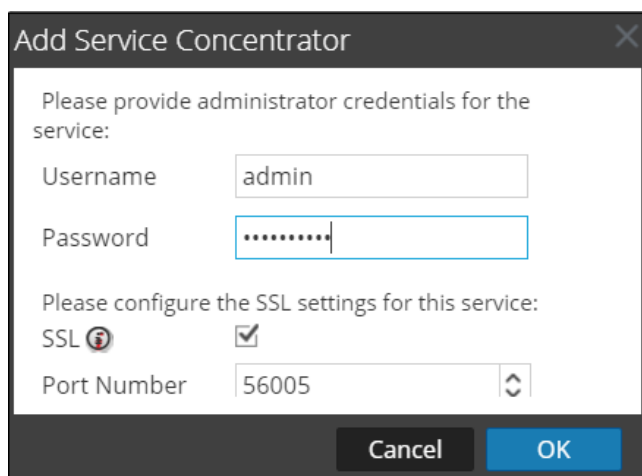 Add Service Concentrator
Please provide administrator credentials for the
service:
Username admin
Password ••••••••••
Please configure the SSL settings for this service:
SSL
Port Number 56005
Cancel OK